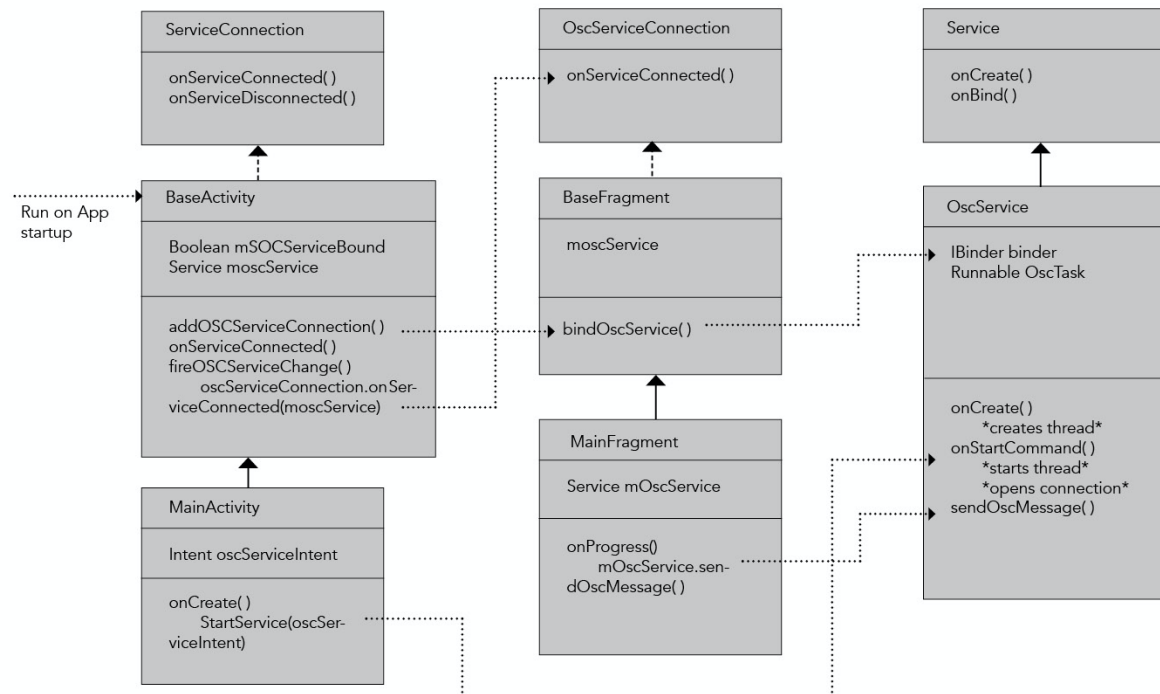 ServiceConnection
onServiceConnected( )
onServiceDisconnected( )
OscServiceConnection
onServiceConnected( )
Service
onCreate( )
onBind( )
Run on App
startup
BaseActivity
Boolean mSOCServiceBound
Service moscService
addOSCServiceConnection( )
onServiceConnected( )
fireOSCServiceChange( )
oscServiceConnection.onSer-
viceConnected(moscService)
BaseFragment
moscService
bindOscService( )
OscService
IBinder binder
Runnable OscTask
onCreate( )
*creates thread*
onStartCommand( )
*starts thread*
*opens connection*
sendOscMessage( )
MainActivity
Intent oscServiceIntent
onCreate( )
StartService(oscSer-
viceIntent)
MainFragment
Service mOscService
onProgress()
mOscService.sen-
dOscMessage( )